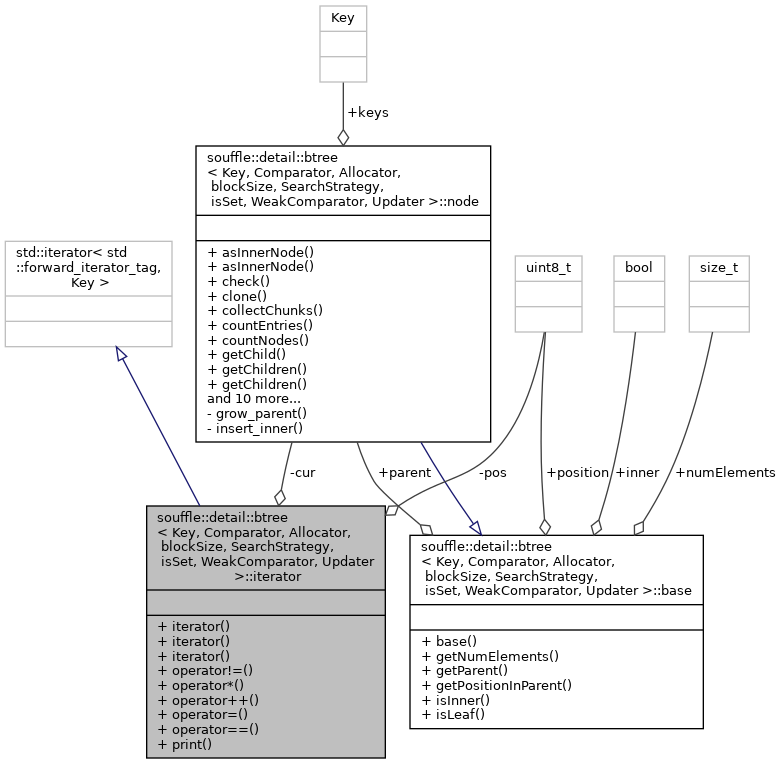 Key
+keys
souffle::detail::btree
< Key, Comparator, Allocator,
blockSize, SearchStrategy,
isSet, WeakComparator, Updater >::node
+ asInnerNode()
+ asInnerNode()
+ check()
+ clone()
+ collectChunks()
+ countEntries()
+ countNodes()
+ getChild()
+ getChildren()
+ getChildren()
and 10 more...
- grow_parent()
- insert_inner()
std::iterator< std
::forward_iterator_tag,
Key >
uint8_t
bool
size_t
-cur
+parent
-pos
+position
+inner
+numElements
souffle::detail::btree
< Key, Comparator, Allocator,
blockSize, SearchStrategy,
isSet, WeakComparator, Updater
>::iterator
+ iterator()
+ iterator()
+ iterator()
+ operator!=()
+ operator*()
+ operator++()
+ operator=()
+ operator==()
+ print()
souffle::detail::btree
< Key, Comparator, Allocator,
blockSize, SearchStrategy,
isSet, WeakComparator, Updater >::base
+ base()
+ getNumElements()
+ getParent()
+ getPositionInParent()
+ isInner()
+ isLeaf()